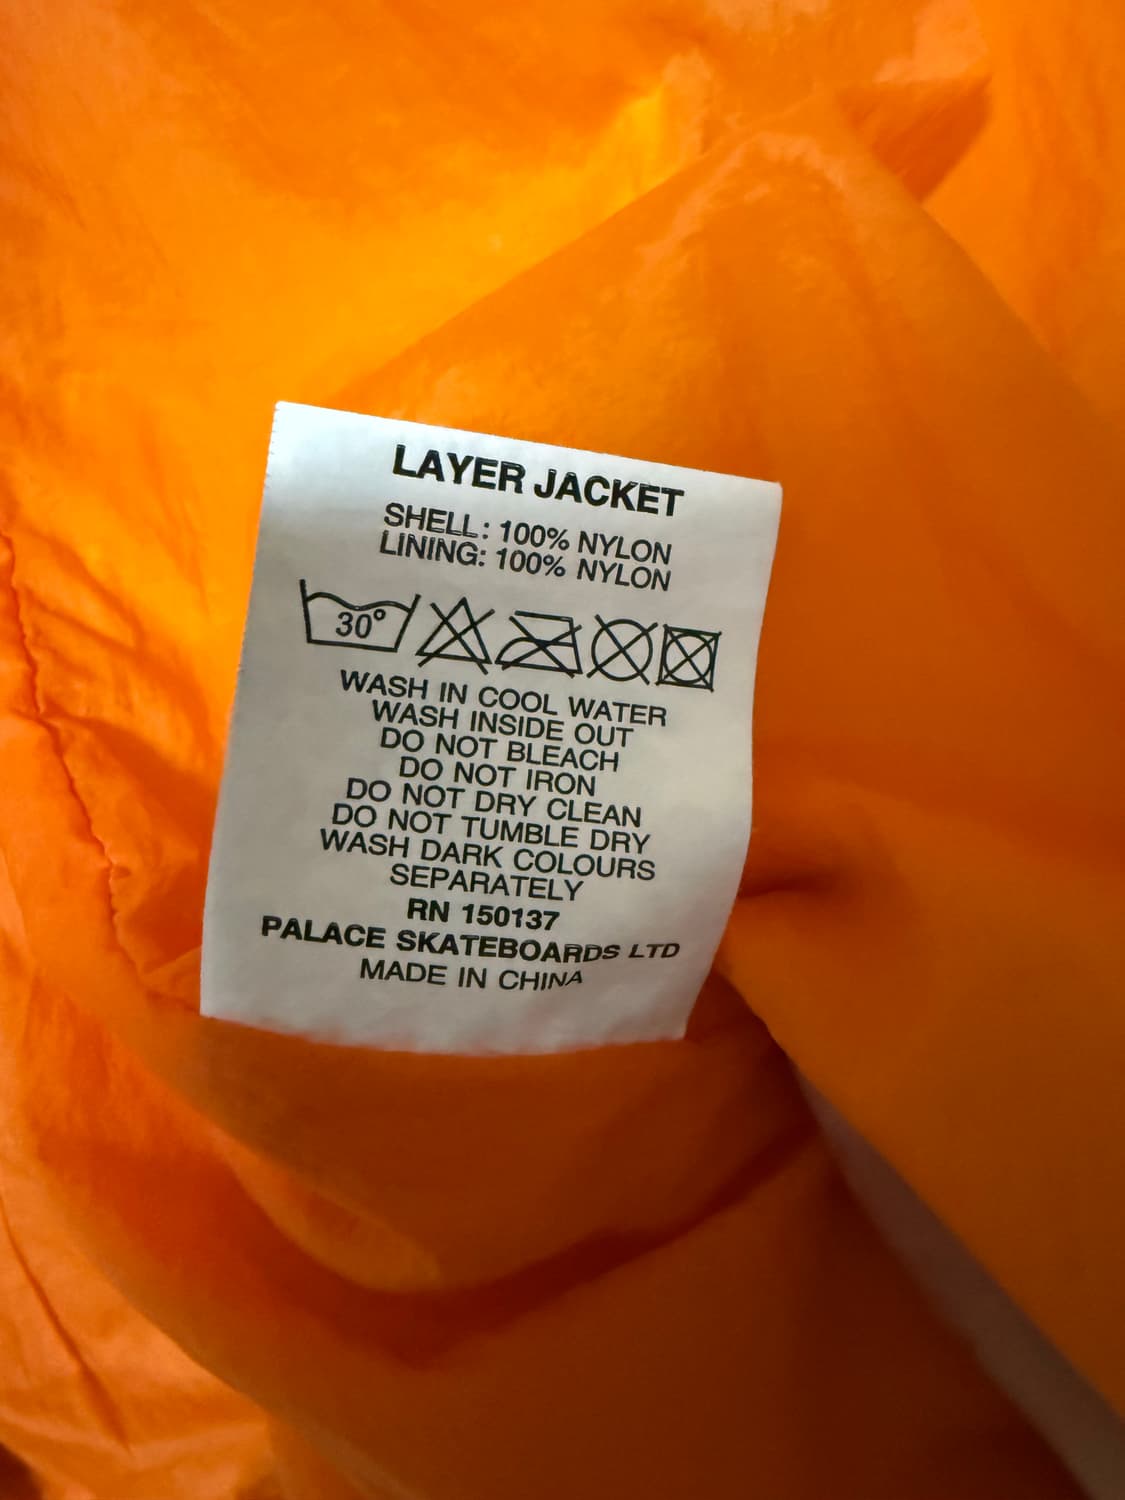 LAYER JACKET
SHELL: 100% NYLON
LINING: 100% NYLON
30°
WASH IN COOL WATER
WASH INSIDE OUT
DO NOT BLEACH
DO NOT IRON
DO NOT DRY CLEAN
DO NOT TUMBLE DRY
WASH DARK COLOURS
SEPARATELY
RN 150137
PALACE SKATEBOARDS LTD
MADE IN CHINA